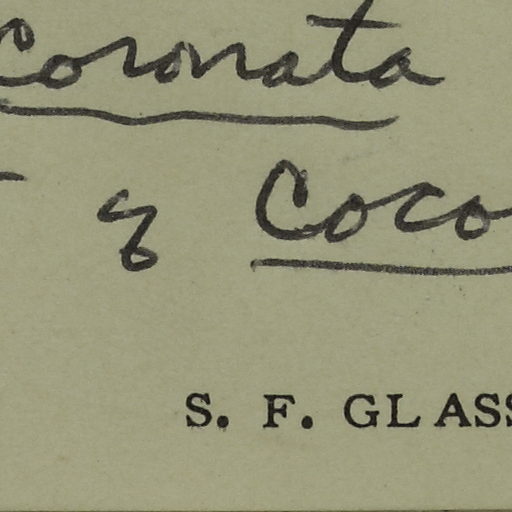 coronata
& Coco
S. F. GLASS